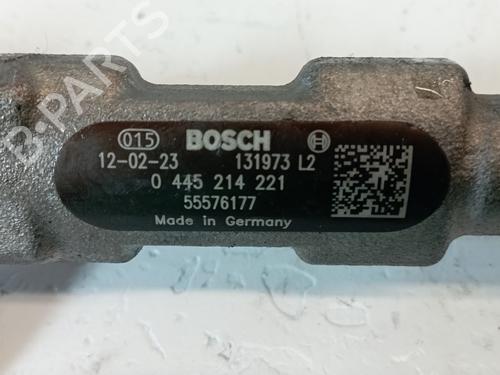 B-PARTS
015 BOSCH
12-02-23 131973 L2
0 445 214 221
55576177
Made in Germany